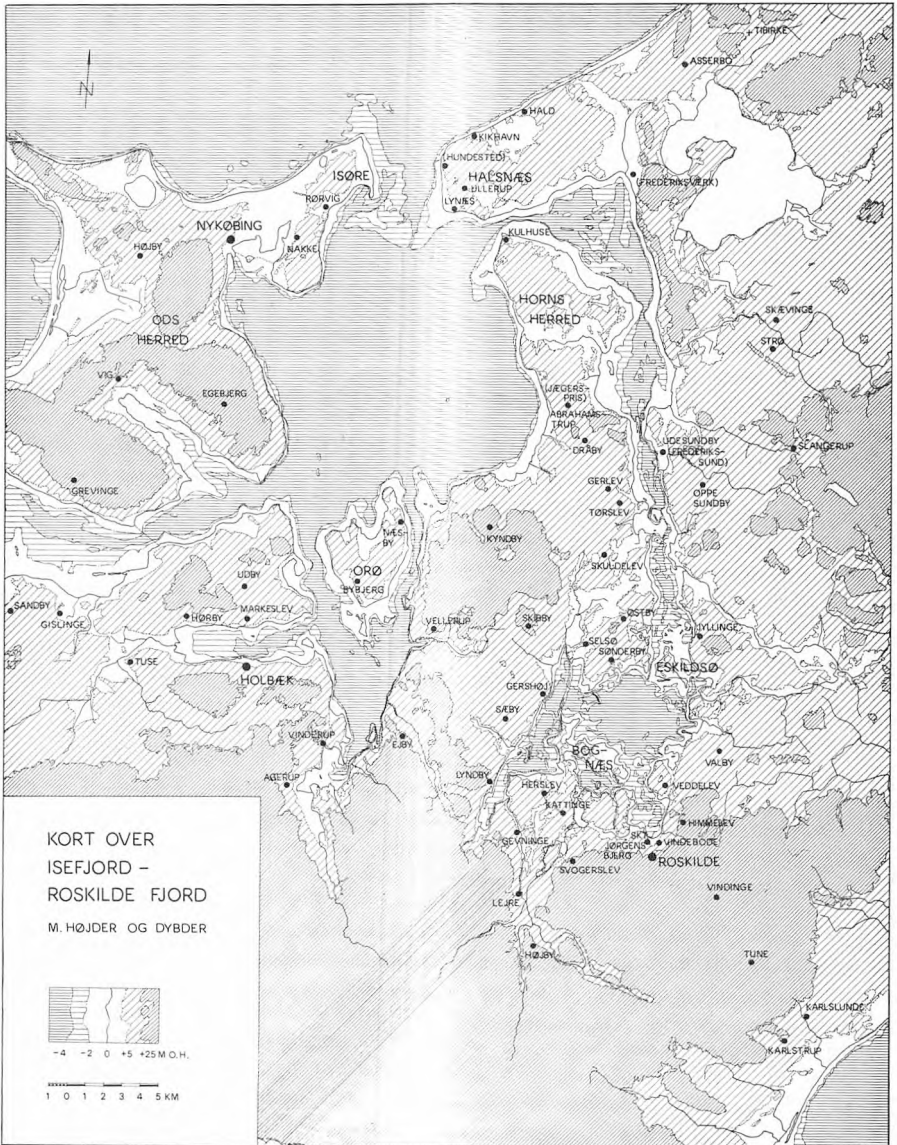 N
TIBIRKE
ASSERBO
HALD
KIKHAVN
(HUNDESTED)
ISØRE
HALSNÆS
(FREDERIKSVÆRK)
ULLERUP
RØRVIG
LYNÆS
NYKØBING
KULHUSE
NAKKE
HØJBY
HORNS
HERRED
SKÆVINGE
ODS
HERRED
STRØ
VIG
EGEBJERG
(JÆGERS-
PRIS)
ABRAHAMS-
TRUP
DRÅBY
UDESUNDBY
(FREDERIKS-
SUND)
SLANGERUP
GREVINGE
GERLEV
OPPE
SUNDBY
TØRSLEV
NÆS-
BY
KYNDBY
SKULDELEV
ORØ
BYBJERG
UDBY
SANDBY
GISLINGE
HØRBY
MARKESLEV
VELLERUP
SKIBBY
ØSTBY
JYLLINGE
SELSØ
SØNDERBY
ESKILDSØ
TUSE
HOLBÆK
GERSHØJ
SÆBY
VINDERUP
EJBY
BOG-
NÆS
VALBY
AGERUP
LYNDBY
HERSLEV
VEDDELEV
KATTINGE
HIMMELEV
KORT OVER
ISEFJORD –
ROSKILDE FJORD
M. HØJDER OG DYBDER
GEVNINGE
SKT.
JØRGENS
BJERG
VINDEBODE
ROSKILDE
SVOGERSLEV
LEJRE
VINDINGE
HØJBY
TUNE
KARLSLUNDE
KARLSTRUP
-4 -2 0 +5 +25 M O.H.
1 0 1 2 3 4 5 KM